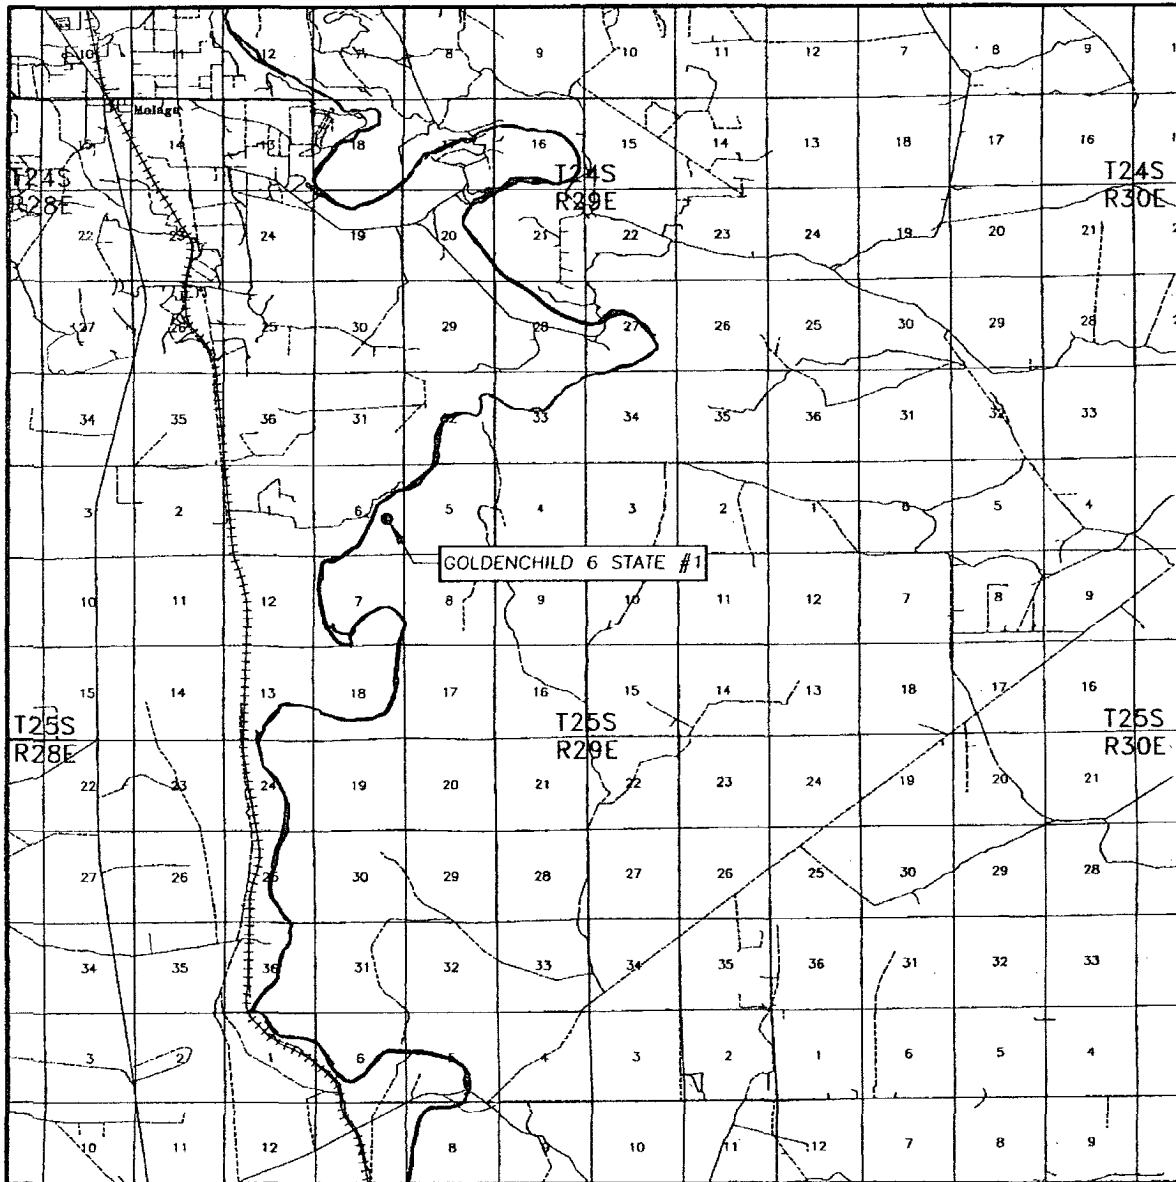 10 11 12 7 8 9 10 11 12 7 8 9
Malaga
15 14 13 18 17 16 15 14 13 18 17 16
T24S R28E
T24S R29E
T24S R30E
22 23 24 19 20 21 22 23 24 19 20 21
27 26 25 30 29 28 27 26 25 30 29 28
34 35 36 31 32 33 34 35 36 31 32 33
3 2 1 6 5 4 3 2 1 6 5 4
GOLDENCHILD 6 STATE #1
10 11 12 7 8 9 10 11 12 7 8 9
15 14 13 18 17 16 15 14 13 18 17 16
T25S R28E
T25S R29E
T25S R30E
22 23 24 19 20 21 22 23 24 19 20 21
27 26 25 30 29 28 27 26 25 30 29 28
34 35 36 31 32 33 34 35 36 31 32 33
3 2 1 6 5 4 3 2 1 6 5 4
10 11 12 8 9 10 11 12 7 8 9